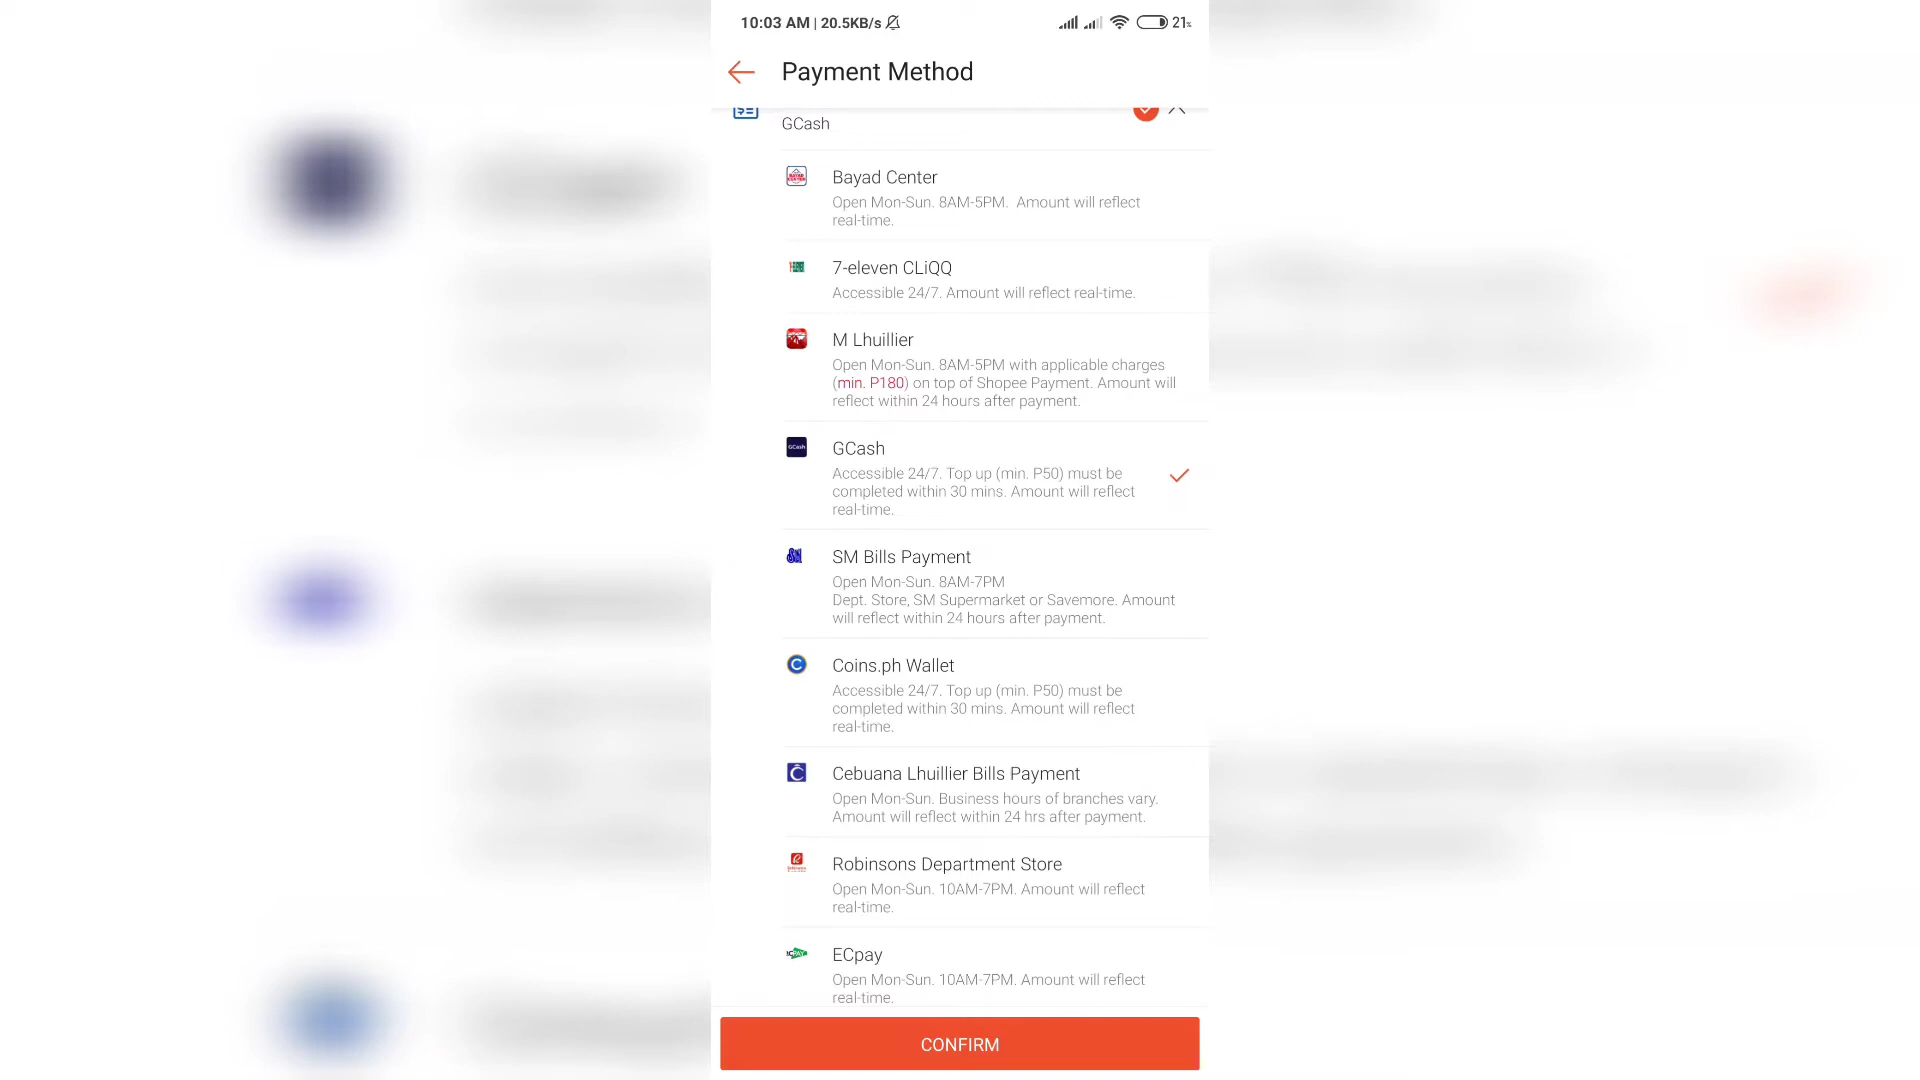 10:03 AM | 20.5KB/s
21%
Payment Method
GCash
Bayad Center
Open Mon-Sun. 8AM-5PM. Amount will reflect
real-time.
7-eleven CLiQQ
Accessible 24/7. Amount will reflect real-time.
M Lhuillier
Open Mon-Sun. 8AM-5PM with applicable charges
(min. P180) on top of Shopee Payment. Amount will
reflect within 24 hours after payment.
GCash
GCash
Accessible 24/7. Top up (min. P50) must be
completed within 30 mins. Amount will reflect
real-time.
SM Bills Payment
Open Mon-Sun. 8AM-7PM
Dept. Store, SM Supermarket or Savemore. Amount
will reflect within 24 hours after payment.
Coins.ph Wallet
Accessible 24/7. Top up (min. P50) must be
completed within 30 mins. Amount will reflect
real-time.
Cebuana Lhuillier Bills Payment
Open Mon-Sun. Business hours of branches vary.
Amount will reflect within 24 hrs after payment.
Robinsons Department Store
Open Mon-Sun. 10AM-7PM. Amount will reflect
real-time.
ECpay
Open Mon-Sun. 10AM-7PM. Amount will reflect
real-time.
CONFIRM